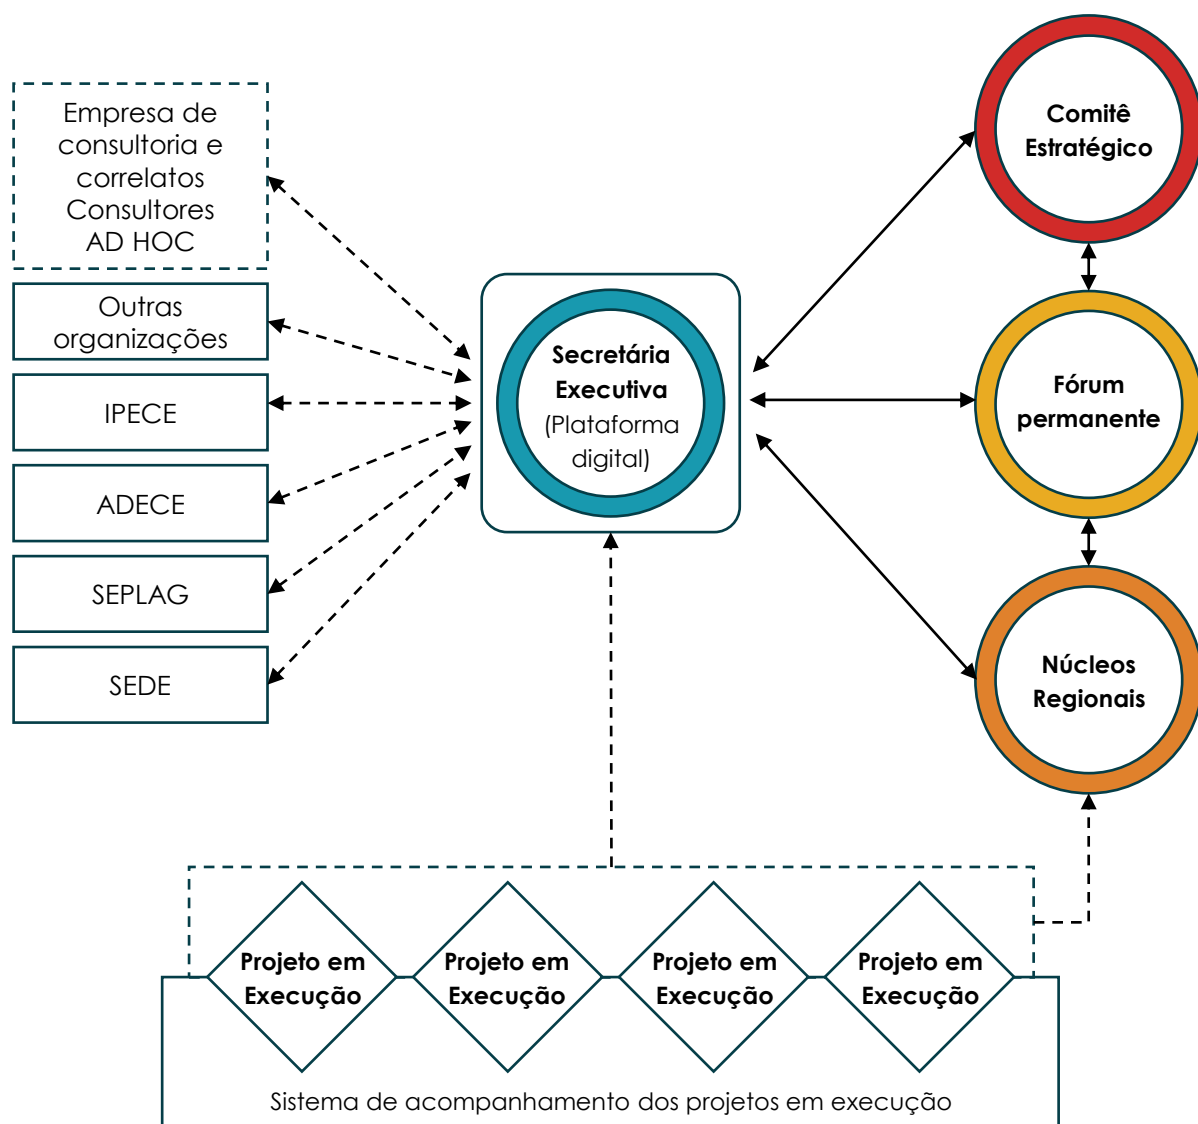 Empresa de
consultoria e
correlatos
Consultores
AD HOC
Outras
organizações
IPECE
ADECE
SEPLAG
SEDE
Secretária
Executiva
(Plataforma
digital)
Comitê
Estratégico
Fórum
permanente
Núcleos
Regionais
Projeto em
Execução
Projeto em
Execução
Projeto em
Execução
Projeto em
Execução
Sistema de acompanhamento dos projetos em execução